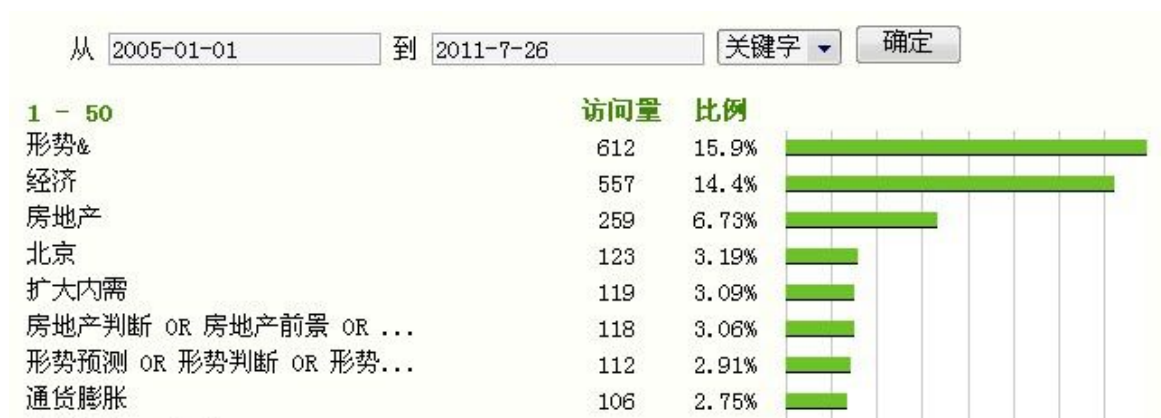 从 2005-01-01 到 2011-7-26 关键字 确定
1 - 50 访问量 比例
形势& 612 15.9%
经济 557 14.4%
房地产 259 6.73%
北京 123 3.19%
扩大内需 119 3.09%
房地产判断 OR 房地产前景 OR ... 118 3.06%
形势预测 OR 形势判断 OR 形势... 112 2.91%
通货膨胀 106 2.75%